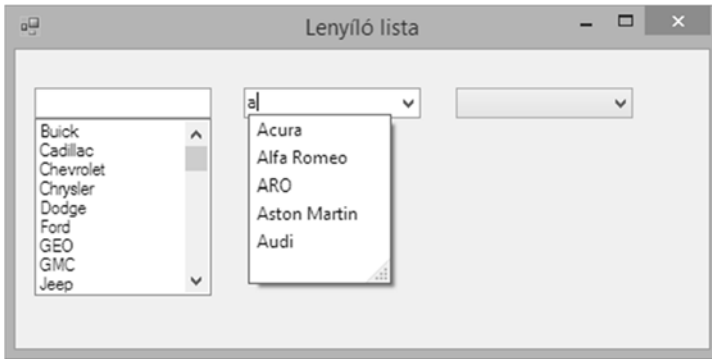 Lenyíló lista
a
Buick
Cadillac
Chevrolet
Chrysler
Dodge
Ford
GEO
GMC
Jeep
Acura
Alfa Romeo
ARO
Aston Martin
Audi